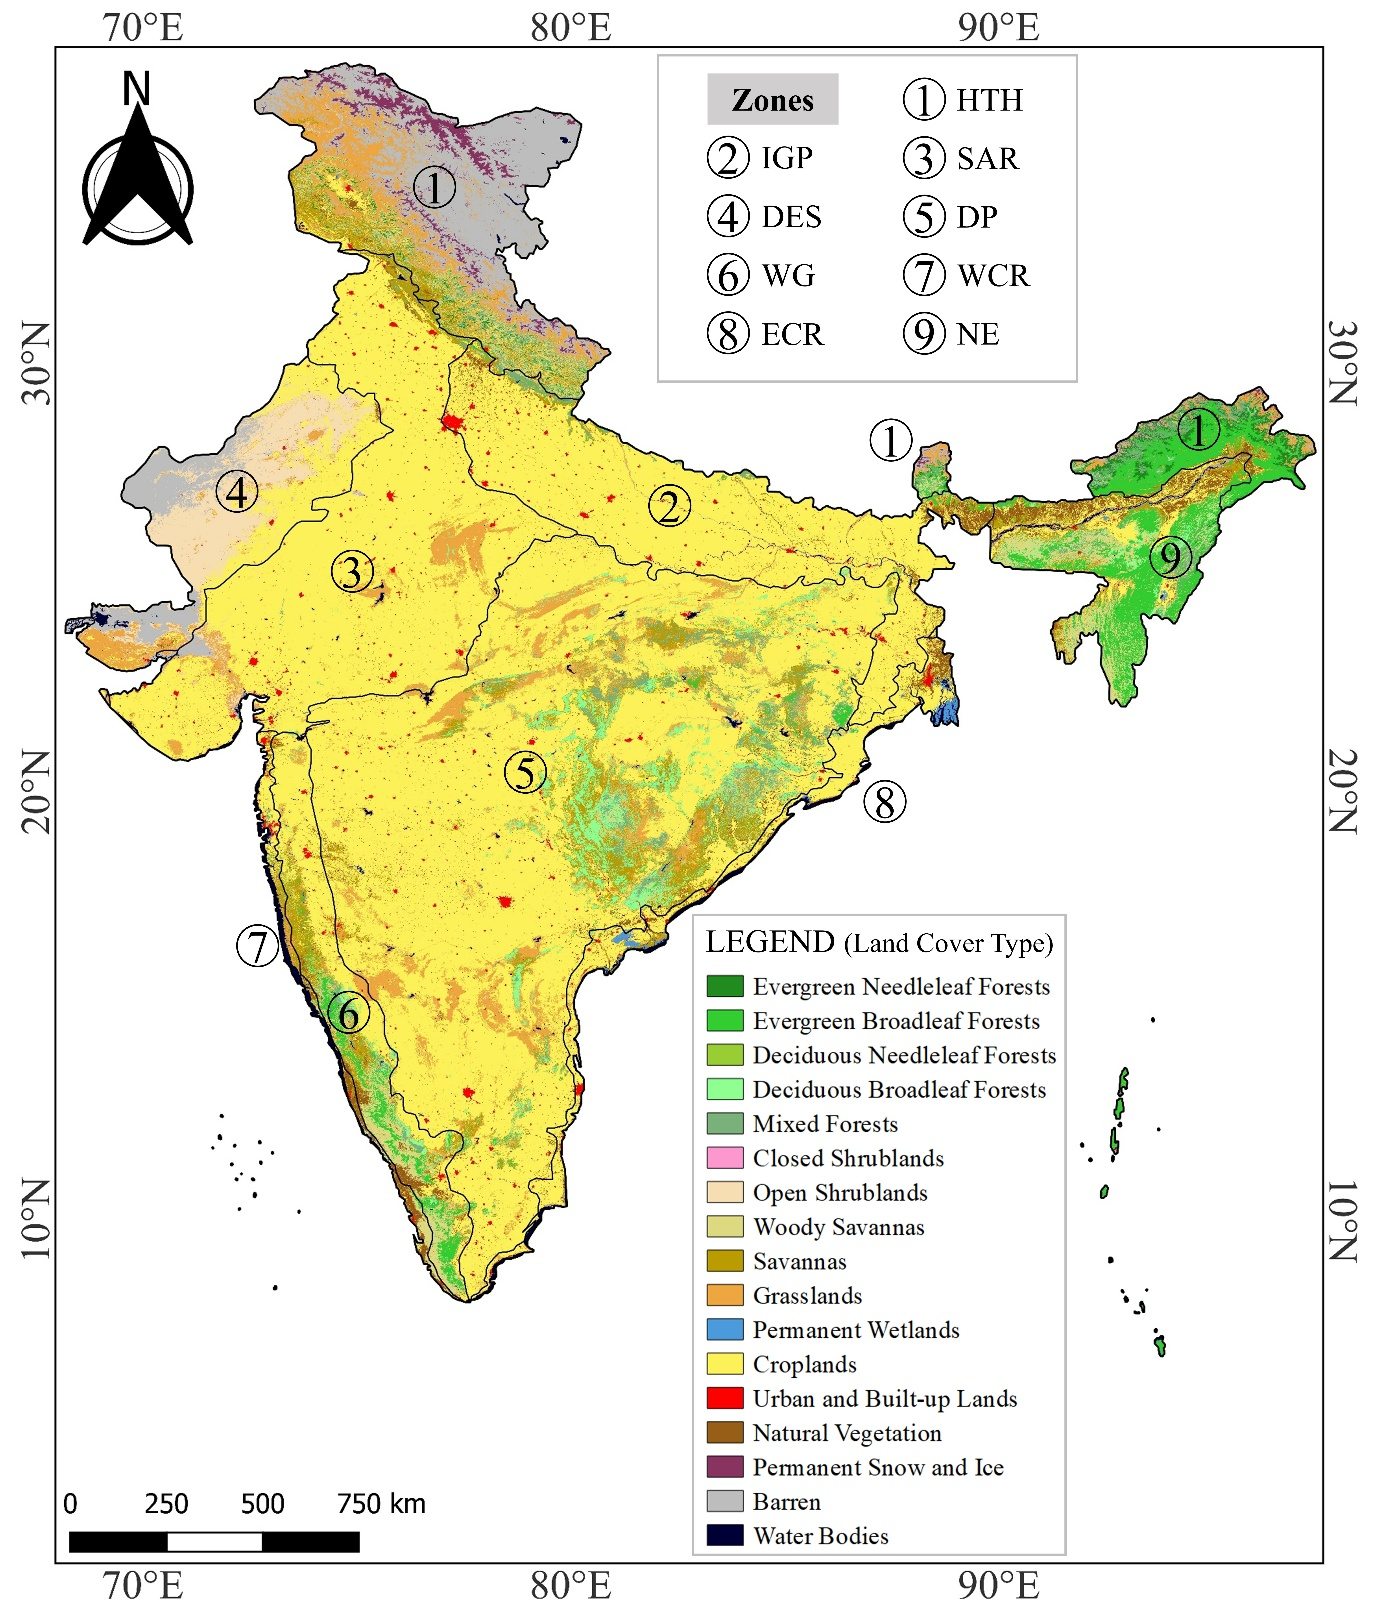 70°E 80°E 90°E
N
Zones 1 HTH
2 IGP 3 SAR
4 DES 5 DP
6 WG 7 WCR
8 ECR 9 NE
30°N 30°N
1
1
1
2
4
3
9
20°N 20°N
5
8
7
6
10°N 10°N
LEGEND (Land Cover Type)
Evergreen Needleleaf Forests
Evergreen Broadleaf Forests
Deciduous Needleleaf Forests
Deciduous Broadleaf Forests
Mixed Forests
Closed Shrublands
Open Shrublands
Woody Savannas
Savannas
Grasslands
Permanent Wetlands
Croplands
Urban and Built-up Lands
Natural Vegetation
Permanent Snow and Ice
Barren
Water Bodies
0 250 500 750 km
70°E 80°E 90°E